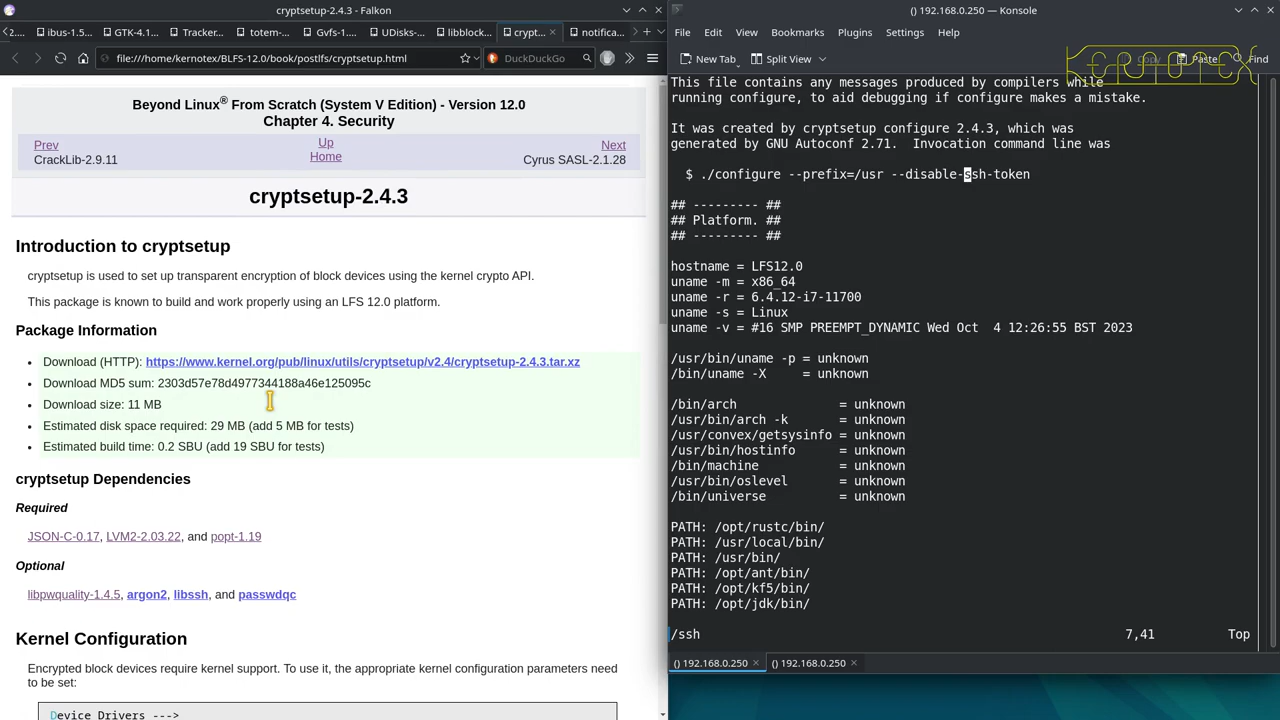 cryptsetup-2.4.3 — Falkon
2.... ibus-1.5... GTK-4.1... Tracker... totem-... Gvfs-1.... UDisks-... libblock... crypt... notifica...
file:///home/kernotex/BLFS-12.0/book/postlfs/cryptsetup.html
DuckDuckGo
Beyond Linux® From Scratch (System V Edition) - Version 12.0
Chapter 4. Security
Prev Up Next
CrackLib-2.9.11 Home Cyrus SASL-2.1.28
cryptsetup-2.4.3
Introduction to cryptsetup
cryptsetup is used to set up transparent encryption of block devices using the kernel crypto API.
This package is known to build and work properly using an LFS 12.0 platform.
Package Information
• Download (HTTP): https://www.kernel.org/pub/linux/utils/cryptsetup/v2.4/cryptsetup-2.4.3.tar.xz
• Download MD5 sum: 2303d57e78d4977344188a46e125095c
• Download size: 11 MB
• Estimated disk space required: 29 MB (add 5 MB for tests)
• Estimated build time: 0.2 SBU (add 19 SBU for tests)
cryptsetup Dependencies
Required
JSON-C-0.17, LVM2-2.03.22, and popt-1.19
Optional
libpwquality-1.4.5, argon2, libssh, and passwdqc
Kernel Configuration
Encrypted block devices require kernel support. To use it, the appropriate kernel configuration parameters need
to be set:
Device Drivers --->
() 192.168.0.250 — Konsole
File Edit View Bookmarks Plugins Settings Help
New Tab Split View Copy Paste Find
KERNOTEX
This file contains any messages produced by compilers while
running configure, to aid debugging if configure makes a mistake.
It was created by cryptsetup configure 2.4.3, which was
generated by GNU Autoconf 2.71.  Invocation command line was
$ ./configure --prefix=/usr --disable-ssh-token
## --------- ##
## Platform. ##
## --------- ##
hostname = LFS12.0
uname -m = x86_64
uname -r = 6.4.12-i7-11700
uname -s = Linux
uname -v = #16 SMP PREEMPT_DYNAMIC Wed Oct  4 12:26:55 BST 2023
/usr/bin/uname -p = unknown
/bin/uname -X     = unknown
/bin/arch              = unknown
/usr/bin/arch -k       = unknown
/usr/convex/getsysinfo = unknown
/usr/bin/hostinfo      = unknown
/bin/machine           = unknown
/usr/bin/oslevel       = unknown
/bin/universe          = unknown
PATH: /opt/rustc/bin/
PATH: /usr/local/bin/
PATH: /usr/bin/
PATH: /opt/ant/bin/
PATH: /opt/kf5/bin/
PATH: /opt/jdk/bin/
/ssh 7,41 Top
() 192.168.0.250 () 192.168.0.250